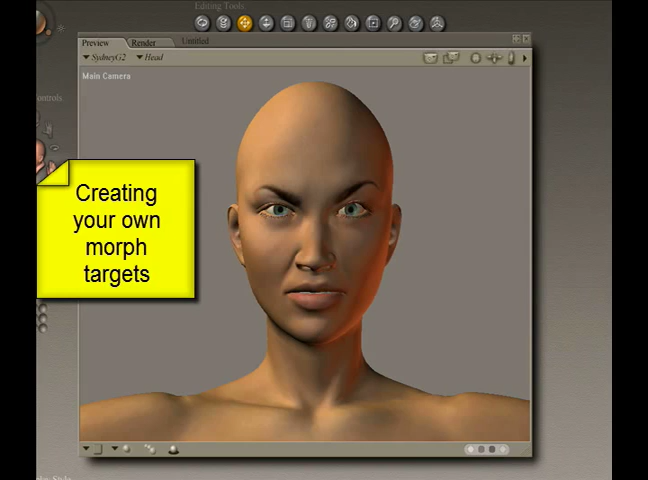 Editing Tools
Preview
Render
Untitled
SydneyG2
Head
Main Camera
Creating
your own
morph
targets